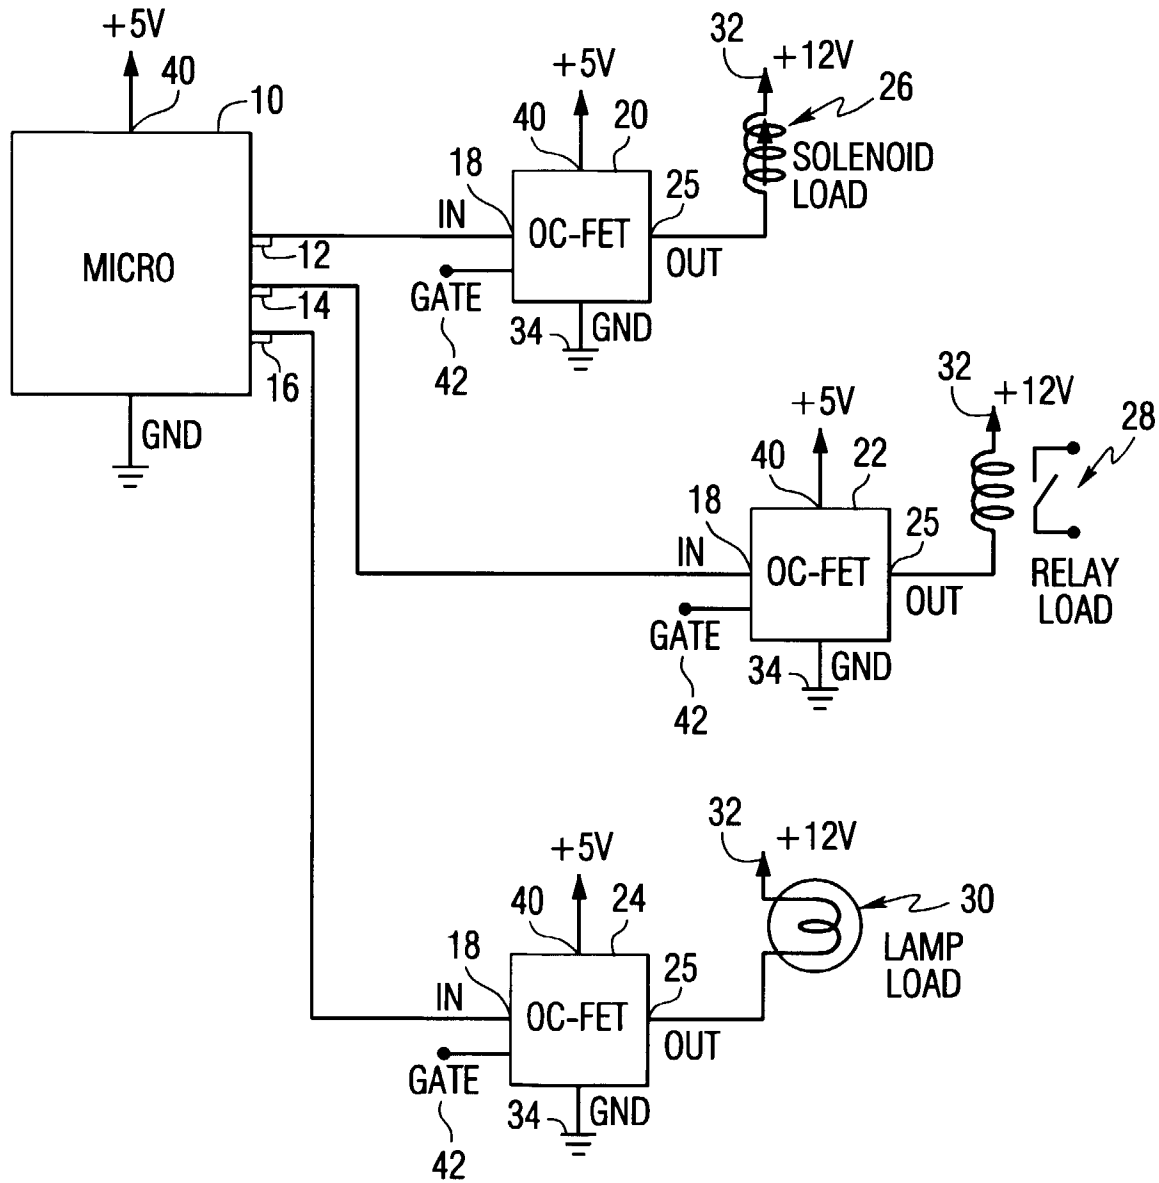 +5V
40
10
MICRO
12
14
16
GND
+5V
40
20
18
IN
OC-FET
25
OUT
GATE
42
34
GND
32
+12V
26
SOLENOID
LOAD
+5V
40
22
18
IN
OC-FET
25
OUT
GATE
42
34
GND
32
+12V
28
RELAY
LOAD
+5V
40
24
18
IN
OC-FET
25
OUT
GATE
42
34
GND
32
+12V
30
LAMP
LOAD